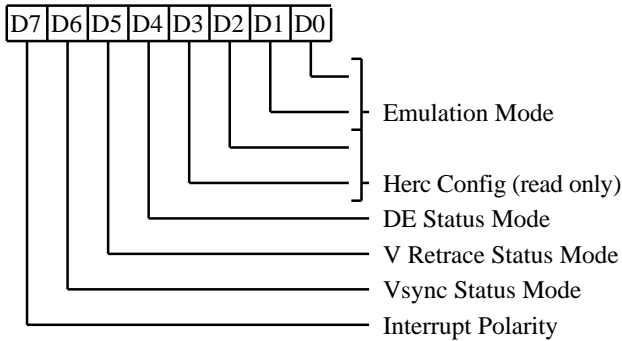 D7 D6 D5 D4 D3 D2 D1 D0
Emulation Mode
Herc Config (read only)
DE Status Mode
V Retrace Status Mode
Vsync Status Mode
Interrupt Polarity